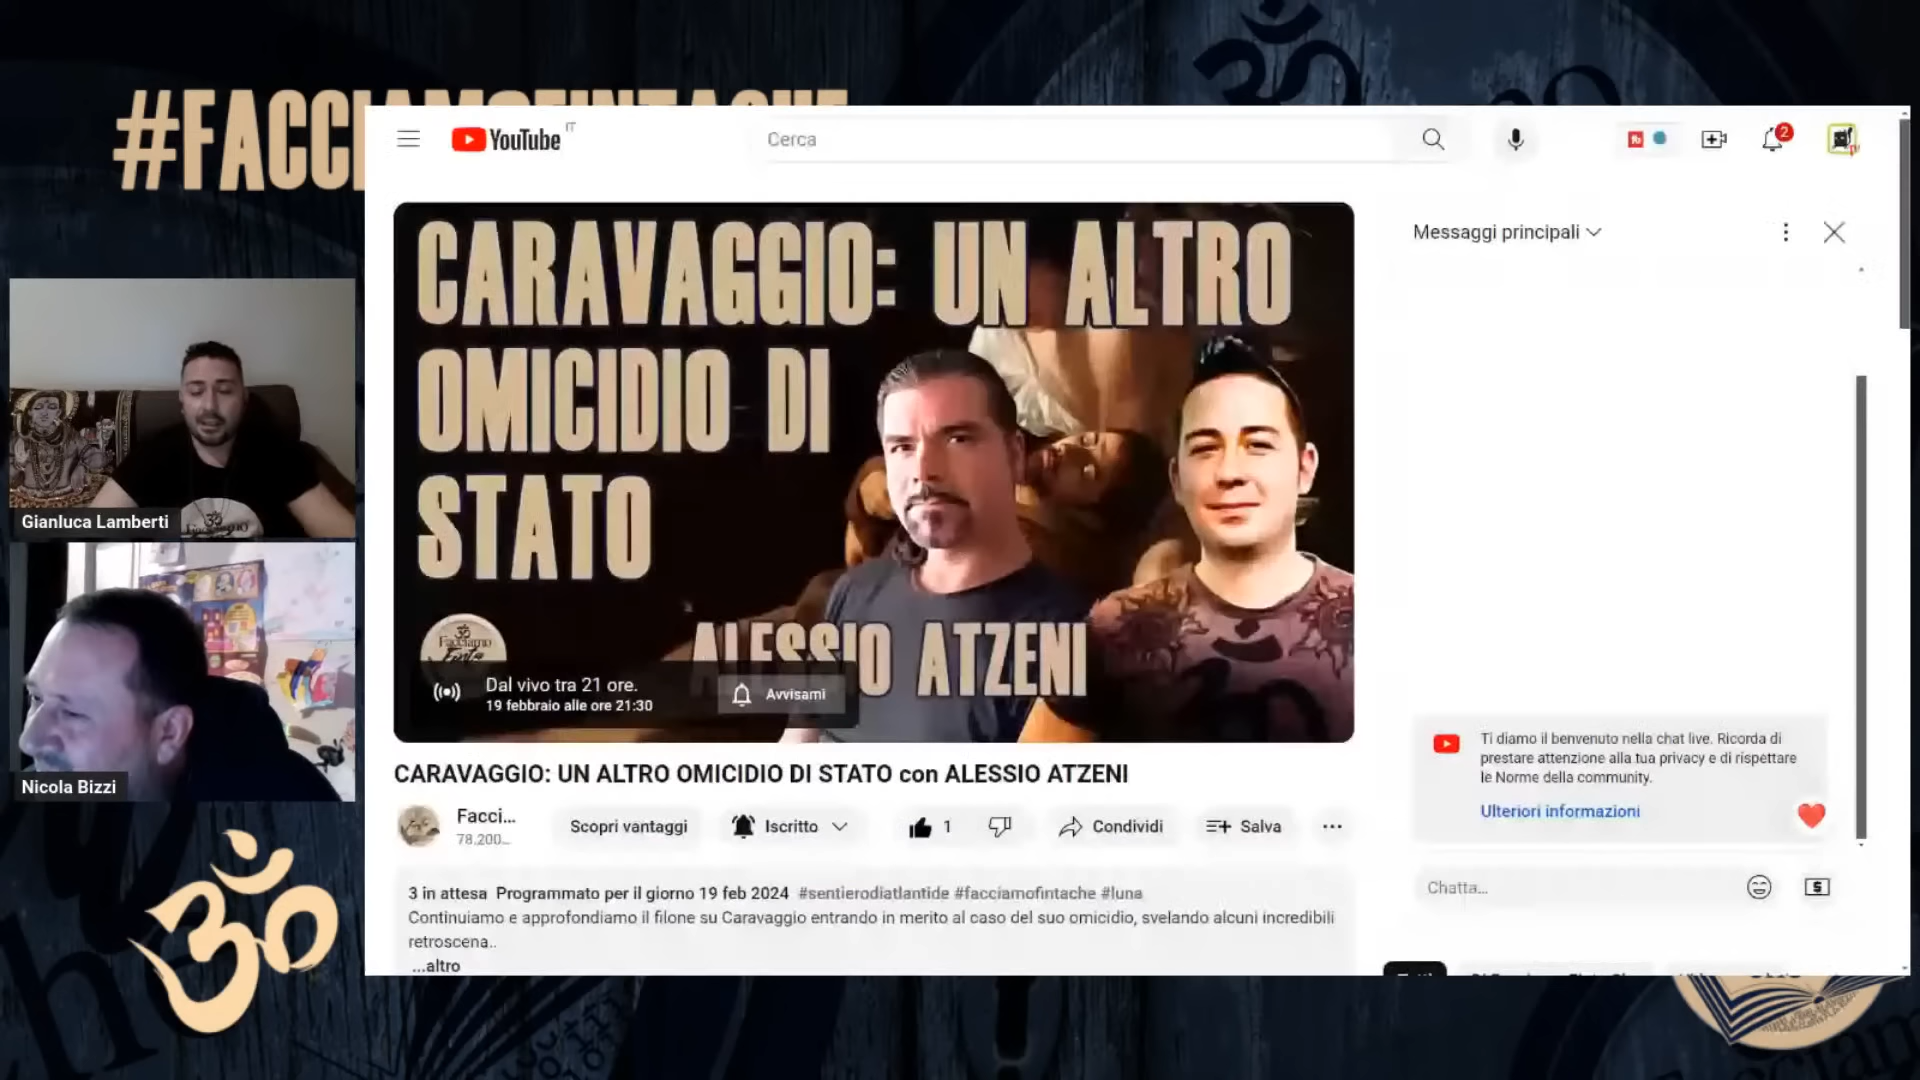 #FACCIAMOFINTACHE
YouTube IT
Cerca
2
CARAVAGGIO: UN ALTRO
OMICIDIO DI
STATO
ALESSIO ATZENI
Facciamo
Finta
Dal vivo tra 21 ore.
19 febbraio alle ore 21:30
Avvisami
Messaggi principali
Gianluca Lamberti
Nicola Bizzi
CARAVAGGIO: UN ALTRO OMICIDIO DI STATO con ALESSIO ATZENI
Facci...
78.200...
Scopri vantaggi
Iscritto
1
Condividi
Salva
3 in attesa Programmato per il giorno 19 feb 2024 #sentierodiatlantide #facciamofintache #luna
Continuiamo e approfondiamo il filone su Caravaggio entrando in merito al caso del suo omicidio, svelando alcuni incredibili
retroscena..
...altro
Ti diamo il benvenuto nella chat live. Ricorda di
prestare attenzione alla tua privacy e di rispettare
le Norme della community.
Ulteriori informazioni
Chatta...